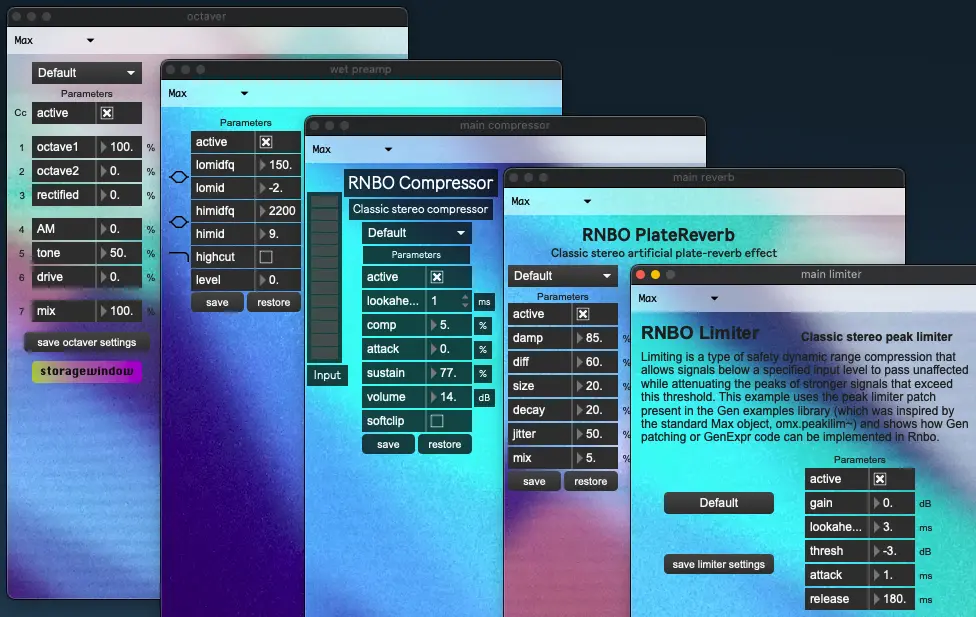 octaver
Max
Default
Parameters
Cc active
1 octave1 100. %
2 octave2 0. %
3 rectified 0. %
4 AM 0. %
5 tone 50. %
6 drive 0. %
7 mix 100. %
save octaver settings
storagewindow
wet preamp
Max
Parameters
active
lomidfq 150.
lomid -2.
himidfq 2200
himid 9.
highcut
level 0.
save restore
main compressor
Max
RNBO Compressor
Classic stereo compressor
Default
Parameters
active
lookahe... 1 ms
comp 5. %
attack 0. %
sustain 77. %
volume 14. dB
softclip
save restore
Input
main reverb
Max
RNBO PlateReverb
Classic stereo artificial plate-reverb effect
Default
Parameters
active
damp 85. %
diff 60. %
size 20. %
decay 20. %
jitter 50. %
mix 5. %
save restore
main limiter
Max
RNBO Limiter Classic stereo peak limiter
Limiting is a type of safety dynamic range compression that
allows signals below a specified input level to pass unaffected
while attenuating the peaks of stronger signals that exceed
this threshold. This example uses the peak limiter patch
present in the Gen examples library (which was inspired by
the standard Max object, omx.peaklim~) and shows how Gen
patching or GenExpr code can be implemented in Rnbo.
Parameters
active
gain 0. dB
lookahe... 3. ms
thresh -3. dB
attack 1. ms
release 180. ms
Default
save limiter settings